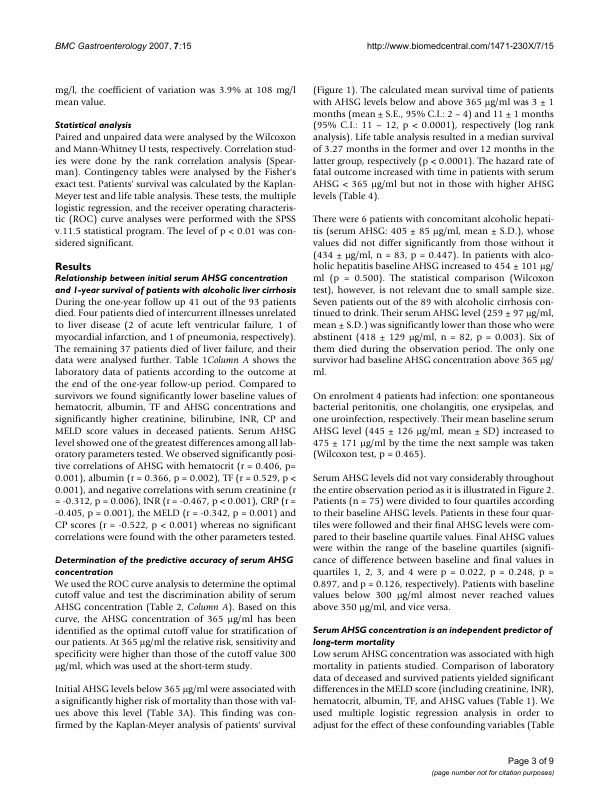 BMC Gastroenterology 2007, 7:15
http://www.biomedcentral.com/1471-230X/7/15
mg/l, the coefficient of variation was 3.9% at 108 mg/l
mean value.
Statistical analysis
Paired and unpaired data were analysed by the Wilcoxon
and Mann-Whitney U tests, respectively. Correlation stud-
ies were done by the rank correlation analysis (Spear-
man). Contingency tables were analysed by the Fisher's
exact test. Patients' survival was calculated by the Kaplan-
Meyer test and life table analysis. These tests, the multiple
logistic regression, and the receiver operating characteris-
tic (ROC) curve analyses were performed with the SPSS
v.11.5 statistical program. The level of p < 0.01 was con-
sidered significant.
Results
Relationship between initial serum AHSG concentration
and 1-year survival of patients with alcoholic liver cirrhosis
During the one-year follow up 41 out of the 93 patients
died. Four patients died of intercurrent illnesses unrelated
to liver disease (2 of acute left ventricular failure, 1 of
myocardial infarction, and 1 of pneumonia, respectively).
The remaining 37 patients died of liver failure, and their
data were analysed further. Table 1Column A shows the
laboratory data of patients according to the outcome at
the end of the one-year follow-up period. Compared to
survivors we found significantly lower baseline values of
hematocrit, albumin, TF and AHSG concentrations and
significantly higher creatinine, bilirubine, INR, CP and
MELD score values in deceased patients. Serum AHSG
level showed one of the greatest differences among all lab-
oratory parameters tested. We observed significantly posi-
tive correlations of AHSG with hematocrit (r = 0.406, p=
0.001), albumin (r = 0.366, p = 0.002), TF (r = 0.529, p <
0.001), and negative correlations with serum creatinine (r
= -0.312, p = 0.006), INR (r = -0.467, p = 0.001), CRP (r =
-0.405, p = 0.001), the MELD (r = -0.342, p = 0.001) and
CP scores (r = -0.522, p < 0.001) whereas no significant
correlations were found with the other parameters tested.
Determination of the predictive accuracy of serum AHSG
concentration
We used the ROC curve analysis to determine the optimal
cutoff value and test the discrimination ability of serum
AHSG concentration (Table 2, Column A). Based on this
curve, the AHSG concentration of 365 μg/ml has been
identified as the optimal cutoff value for stratification of
our patients. At 365 μg/ml the relative risk, sensitivity and
specificity were higher than those of the cutoff value 300
μg/ml, which was used at the short-term study.
Initial AHSG levels below 365 μg/ml were associated with
a significantly higher risk of mortality than those with val-
ues above this level (Table 3A). This finding was con-
firmed by the Kaplan-Meyer analysis of patients' survival
(Figure 1). The calculated mean survival time of patients
with AHSG levels below and above 365 μg/ml was 3 ± 1
months (mean ± S.E., 95% C.I.: 2 – 4) and 11 ± 1 months
(95% C.I.: 11 – 12, p < 0.0001), respectively (log rank
analysis). Life table analysis resulted in a median survival
of 3.27 months in the former and over 12 months in the
latter group, respectively (p < 0.0001). The hazard rate of
fatal outcome increased with time in patients with serum
AHSG < 365 μg/ml but not in those with higher AHSG
levels (Table 4).
There were 6 patients with concomitant alcoholic hepati-
tis (serum AHSG: 405 ± 85 μg/ml, mean ± S.D.), whose
values did not differ significantly from those without it
(434 ± μg/ml, n = 83, p = 0.447). In patients with alco-
holic hepatitis baseline AHSG increased to 454 ± 101 μg/
ml (p = 0.500). The statistical comparison (Wilcoxon
test), however, is not relevant due to small sample size.
Seven patients out of the 89 with alcoholic cirrhosis con-
tinued to drink. Their serum AHSG level (259 ± 97 μg/ml,
mean ± S.D.) was significantly lower than those who were
abstinent (418 ± 129 μg/ml, n = 82, p = 0.003). Six of
them died during the observation period. The only one
survivor had baseline AHSG concentration above 365 μg/
ml.
On enrolment 4 patients had infection: one spontaneous
bacterial peritonitis, one cholangitis, one erysipelas, and
one uroinfection, respectively. Their mean baseline serum
AHSG level (445 ± 126 μg/ml, mean ± SD) increased to
475 ± 171 μg/ml by the time the next sample was taken
(Wilcoxon test, p = 0.465).
Serum AHSG levels did not vary considerably throughout
the entire observation period as it is illustrated in Figure 2.
Patients (n = 75) were divided to four quartiles according
to their baseline AHSG levels. Patients in these four quar-
tiles were followed and their final AHSG levels were com-
pared to their baseline quartile values. Final AHSG values
were within the range of the baseline quartiles (signifi-
cance of difference between baseline and final values in
quartiles 1, 2, 3, and 4 were p = 0.022, p = 0.248, p =
0.897, and p = 0.126, respectively). Patients with baseline
values below 300 μg/ml almost never reached values
above 350 μg/ml, and vice versa.
Serum AHSG concentration is an independent predictor of
long-term mortality
Low serum AHSG concentration was associated with high
mortality in patients studied. Comparison of laboratory
data of deceased and survived patients yielded significant
differences in the MELD score (including creatinine, INR),
hematocrit, albumin, TF, and AHSG values (Table 1). We
used multiple logistic regression analysis in order to
adjust for the effect of these confounding variables (Table
Page 3 of 9
(page number not for citation purposes)